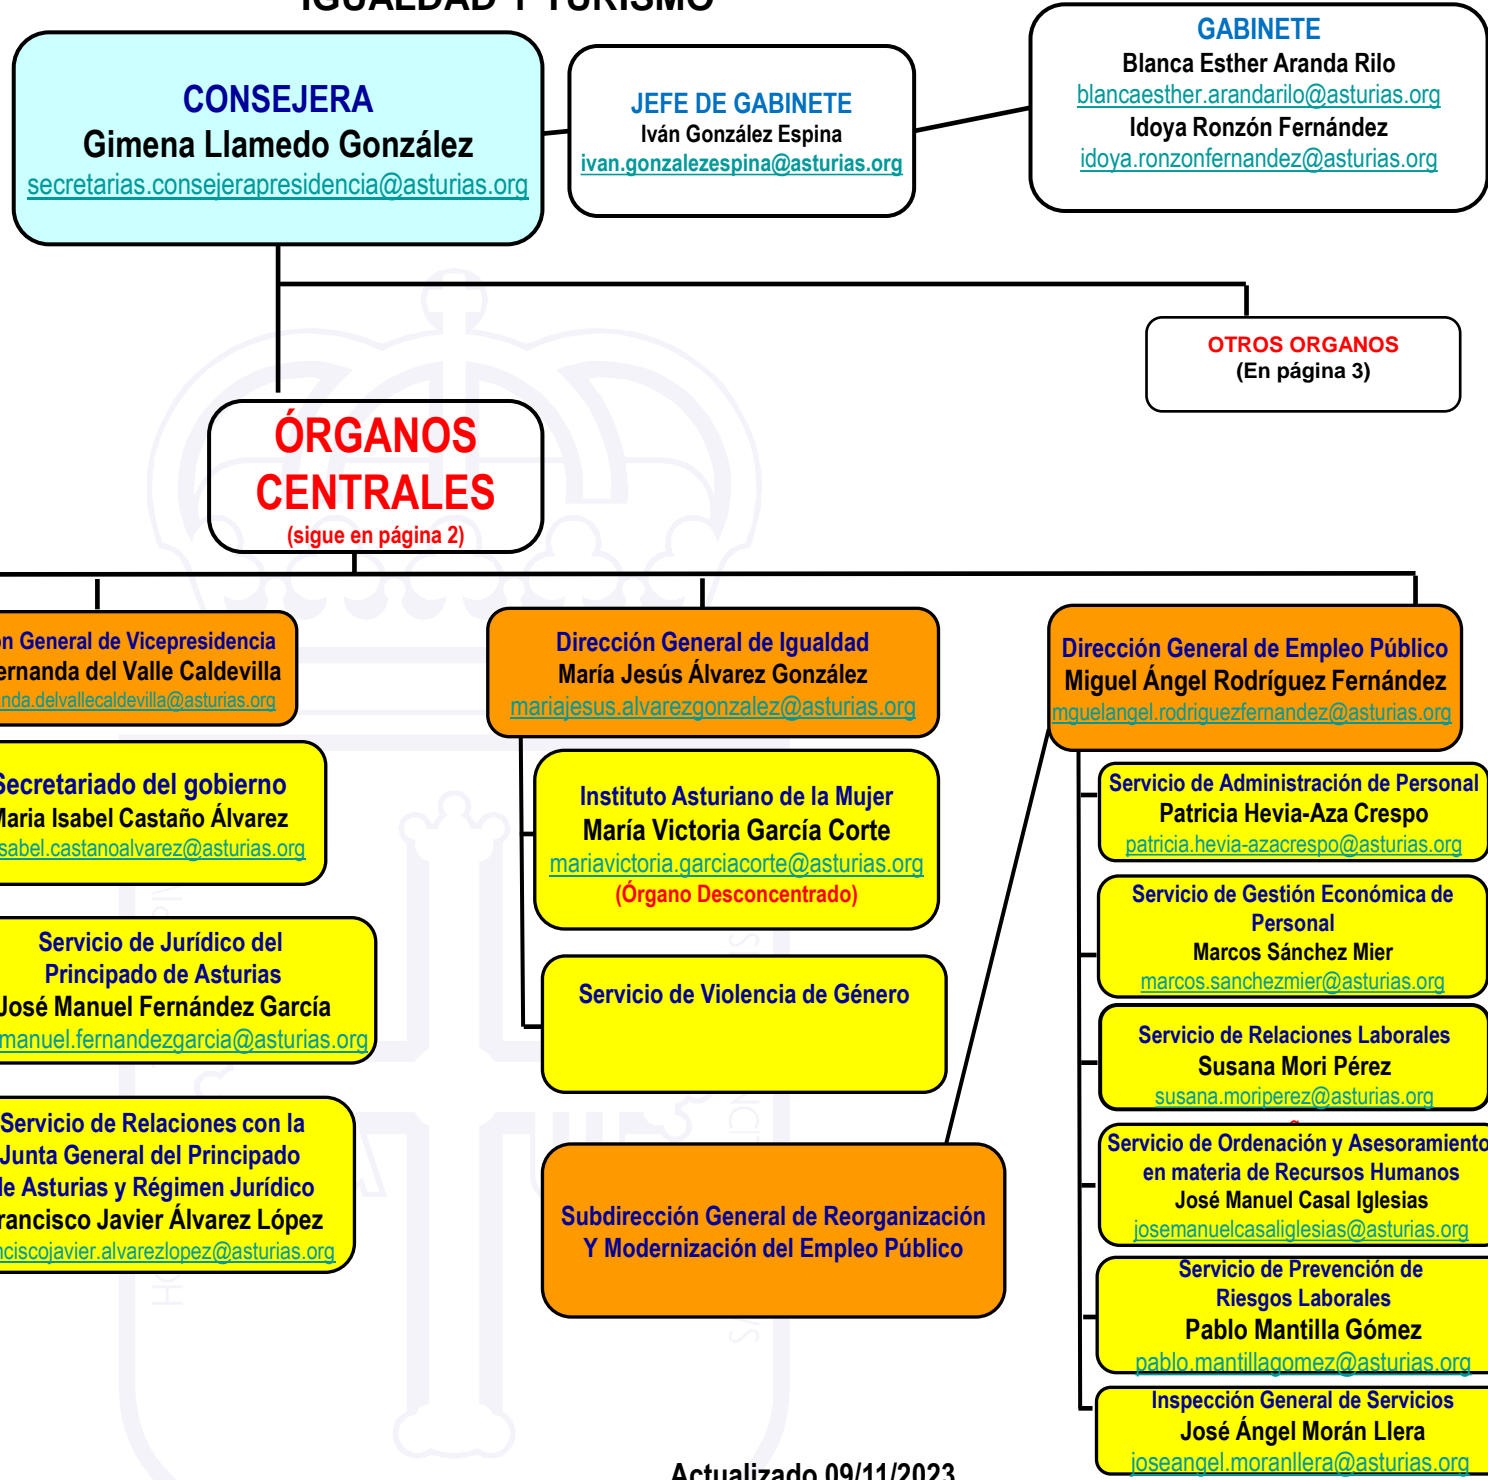 IGUALDAD Y TURISMO
CONSEJERA
Gimena Llamedo González
secretarias.consejerapresidencia@asturias.org
JEFE DE GABINETE
Iván González Espina
ivan.gonzalezespina@asturias.org
GABINETE
Blanca Esther Aranda Rilo
blancaesther.arandarilo@asturias.org
Idoya Ronzón Fernández
idoya.ronzonfernandez@asturias.org
OTROS ORGANOS
(En página 3)
ÓRGANOS
CENTRALES
(sigue en página 2)
ón General de Vicepresidencia
ernanda del Valle Caldevilla
nda.delvallecaldevilla@asturias.org
Secretariado del gobierno
Maria Isabel Castaño Álvarez
isabel.castanoalvarez@asturias.org
Servicio de Jurídico del
Principado de Asturias
José Manuel Fernández García
manuel.fernandezgarcia@asturias.org
Servicio de Relaciones con la
Junta General del Principado
de Asturias y Régimen Jurídico
rancisco Javier Álvarez López
nciscojavier.alvarezlopez@asturias.org
Dirección General de Igualdad
María Jesús Álvarez González
mariajesus.alvarezgonzalez@asturias.org
Instituto Asturiano de la Mujer
María Victoria García Corte
mariavictoria.garciacorte@asturias.org
(Órgano Desconcentrado)
Servicio de Violencia de Género
Subdirección General de Reorganización
Y Modernización del Empleo Público
Dirección General de Empleo Público
Miguel Ángel Rodríguez Fernández
mguelangel.rodriguezfernandez@asturias.org
Servicio de Administración de Personal
Patricia Hevia-Aza Crespo
patricia.hevia-azacrespo@asturias.org
Servicio de Gestión Económica de
Personal
Marcos Sánchez Mier
marcos.sanchezmier@asturias.org
Servicio de Relaciones Laborales
Susana Mori Pérez
susana.moriperez@asturias.org
Servicio de Ordenación y Asesoramiento
en materia de Recursos Humanos
José Manuel Casal Iglesias
josemanuelcasaliglesias@asturias.org
Servicio de Prevención de
Riesgos Laborales
Pablo Mantilla Gómez
pablo.mantillagomez@asturias.org
Inspección General de Servicios
José Ángel Morán Llera
joseangel.moranllera@asturias.org
Actualizado 09/11/2023